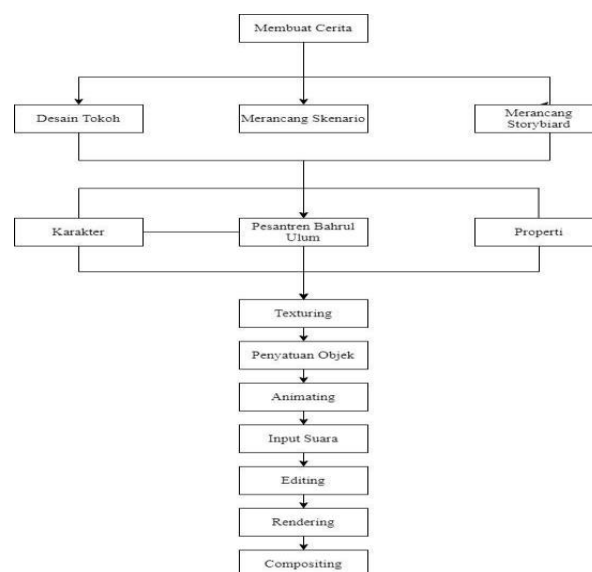 Membuat Cerita
Desain Tokoh
Merancang Skenario
Merancang
Storybiard
Karakter
Pesantren Bahrul
Ulum
Properti
Texturing
Penyatuan Objek
Animating
Input Suara
Editing
Rendering
Compositing